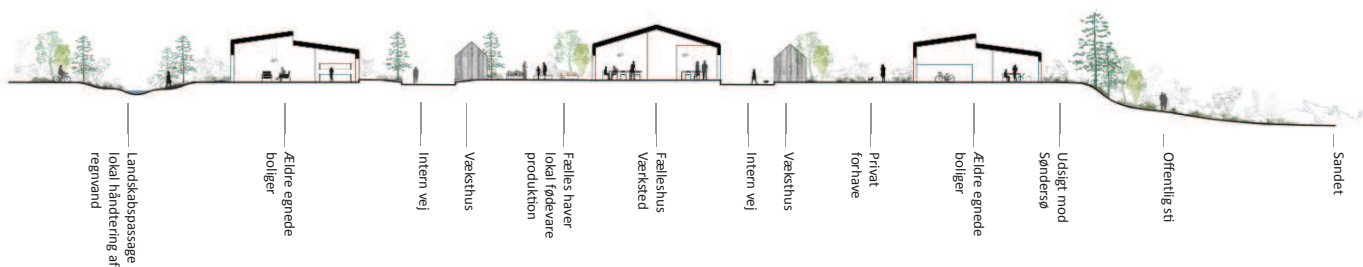 Landskabspassage
lokal håndtering af
regnvand
Ældre egnede
boliger
Intern vej
Væksthus
Fælles haver
lokal fødevare
produktion
Fælleshus
Værksted
Intern vej
Væksthus
Privat
forhave
Ældre egnede
boliger
Udsigt mod
Søndersø
Offentlig sti
Sandet